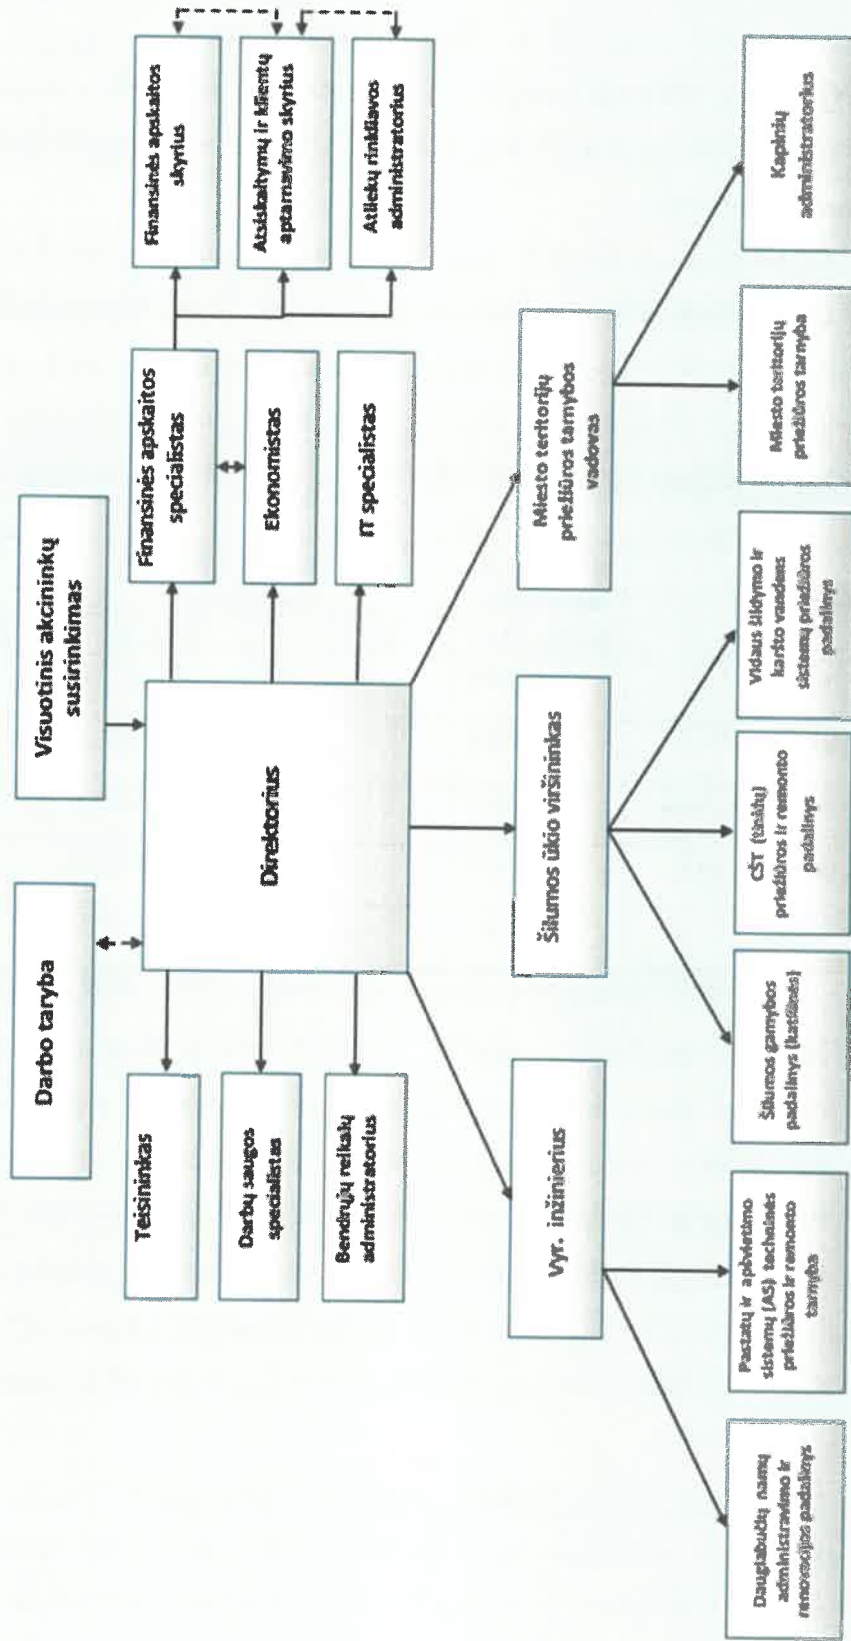 Darbo taryba
Visuotinis akcininkų
susirinkimas
Direktorius
Teisininkas
Darbų saugos
specialistas
Bendrųjų reikalų
administratorius
Finansinės apskaitos
specialistas
Ekonomistas
IT specialistas
Finansinės apskaitos
skyrius
Atsiskaitymų ir klientų
aptarnavimo skyrius
Atliekų rinkliavos
administratorius
Vyr. inžinierius
Šilumos ūkio viršininkas
Miesto teritorijų
priežiūros tarnybos
vadovas
Daugiabučių namų
administravimo ir
renovacijos padalinys
Pastatų ir apšvietimo
sistemų (AS) techninės
priežiūros ir remonto
tarnyba
Šilumos gamybos
padalinys (katilinės)
CŠT (tinklų)
priežiūros ir remonto
padalinys
Vidaus šildymo ir
karšto vandens
sistemų priežiūros
padalinys
Miesto teritorijų
priežiūros tarnyba
Kapinių
administratorius